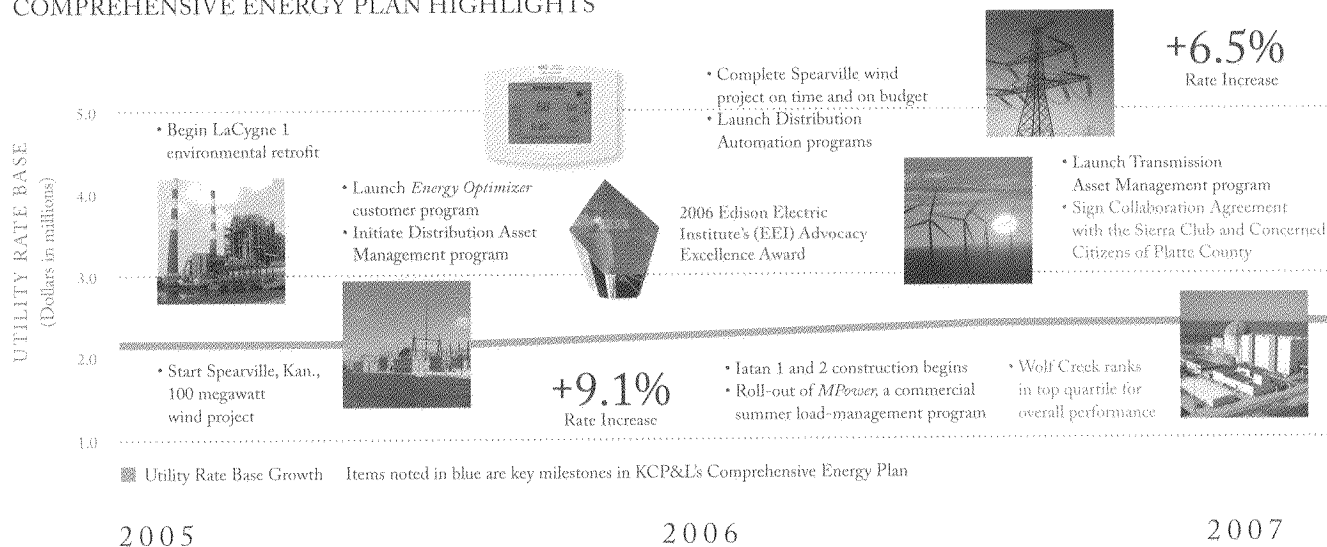 COMPREHENSIVE ENERGY PLAN HIGHLIGHTS
+6.5%
Rate Increase
UTILITY RATE BASE
(Dollars in millions)
5.0
4.0
3.0
2.0
1.0
• Begin LaCygne 1
environmental retrofit
• Launch Energy Optimizer
customer program
• Initiate Distribution Asset
Management program
• Complete Spearville wind
project on time and on budget
• Launch Distribution
Automation programs
2006 Edison Electric
Institute's (EEI) Advocacy
Excellence Award
• Launch Transmission
Asset Management program
• Sign Collaboration Agreement
with the Sierra Club and Concerned
Citizens of Platte County
• Start Spearville, Kan.,
100 megawatt
wind project
+9.1%
Rate Increase
• Iatan 1 and 2 construction begins
• Roll-out of MPower, a commercial
summer load-management program
• Wolf Creek ranks
in top quartile for
overall performance
Utility Rate Base Growth Items noted in blue are key milestones in KCP&L's Comprehensive Energy Plan
2005 2006 2007